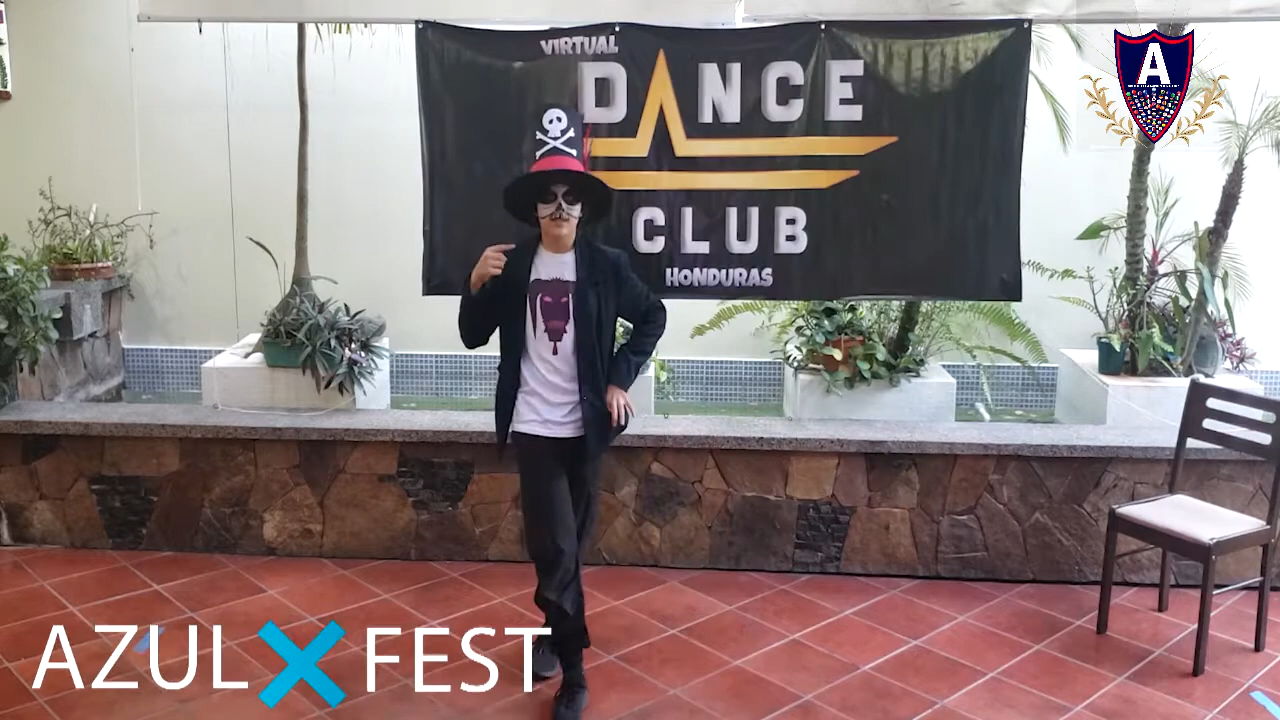 VIRTUAL
DANCE
CLUB
HONDURAS
A
AZUL X FEST